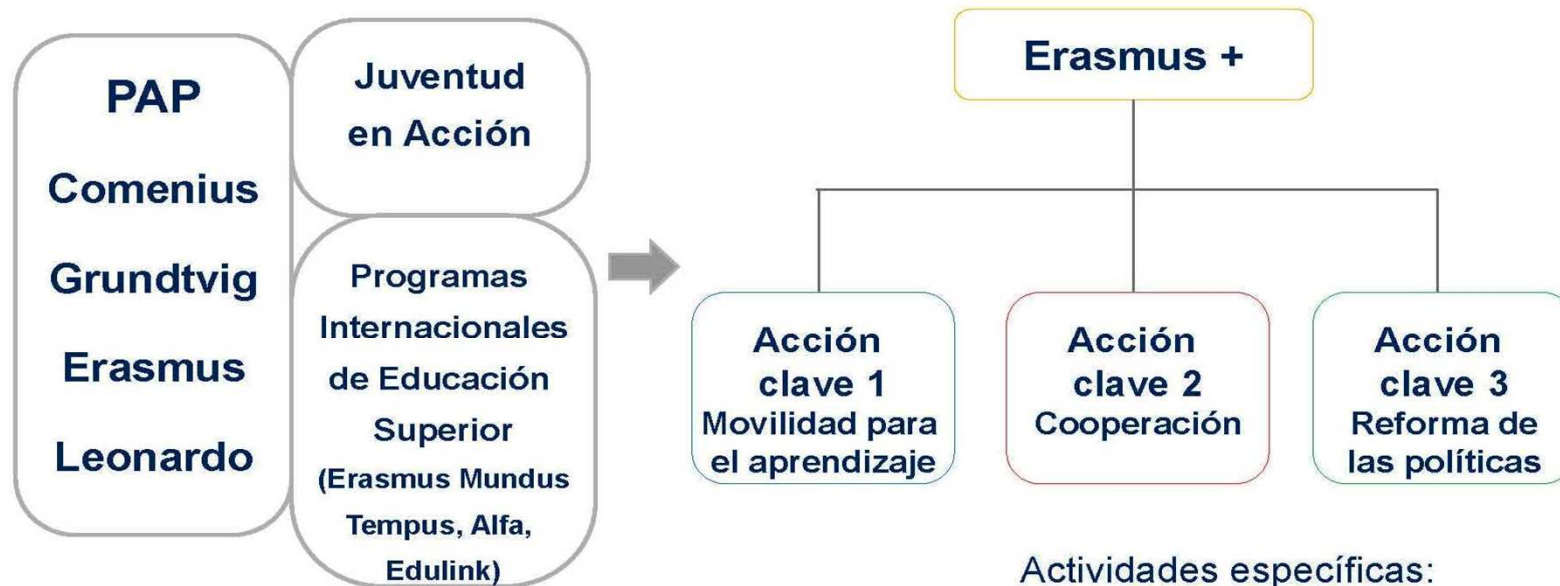 PAP
Comenius
Grundtvig
Erasmus
Leonardo
Juventud
en Acción
Programas
Internacionales
de Educación
Superior
(Erasmus Mundus
Tempus, Alfa,
Edulink)
Erasmus +
Acción
clave 1
Movilidad para
el aprendizaje
Acción
clave 2
Cooperación
Acción
clave 3
Reforma de
las políticas
Actividades específicas: